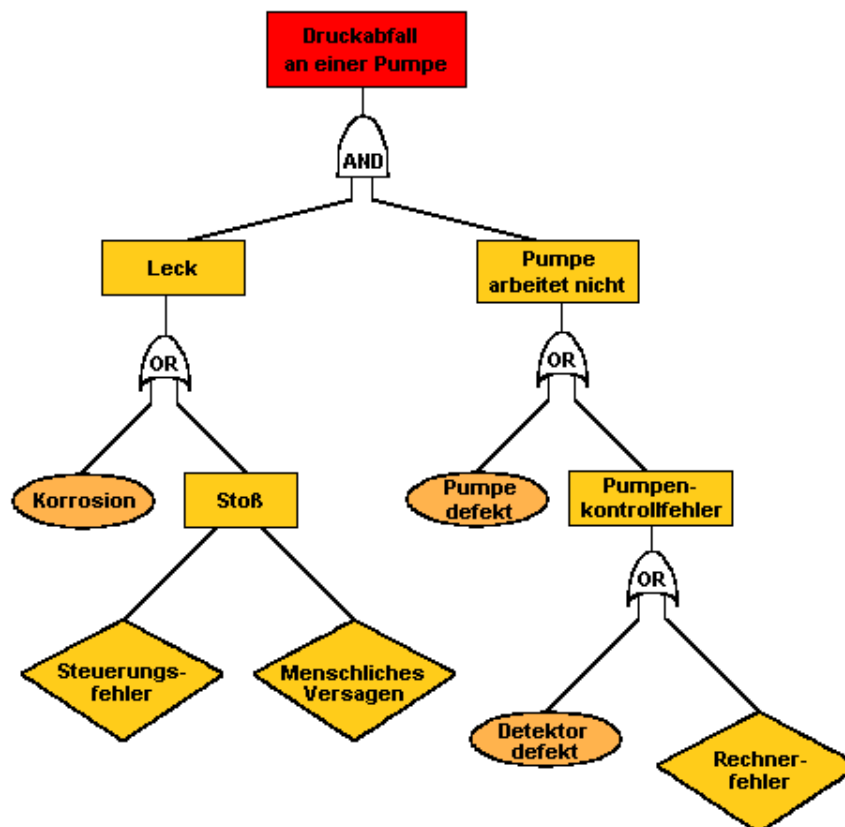 Druckabfall
an einer Pumpe
AND
Leck
Pumpe
arbeitet nicht
OR
OR
Korrosion
Stoß
Pumpe
defekt
Pumpen-
kontrollfehler
OR
Steuerungs-
fehler
Menschliches
Versagen
Detektor
defekt
Rechner-
fehler